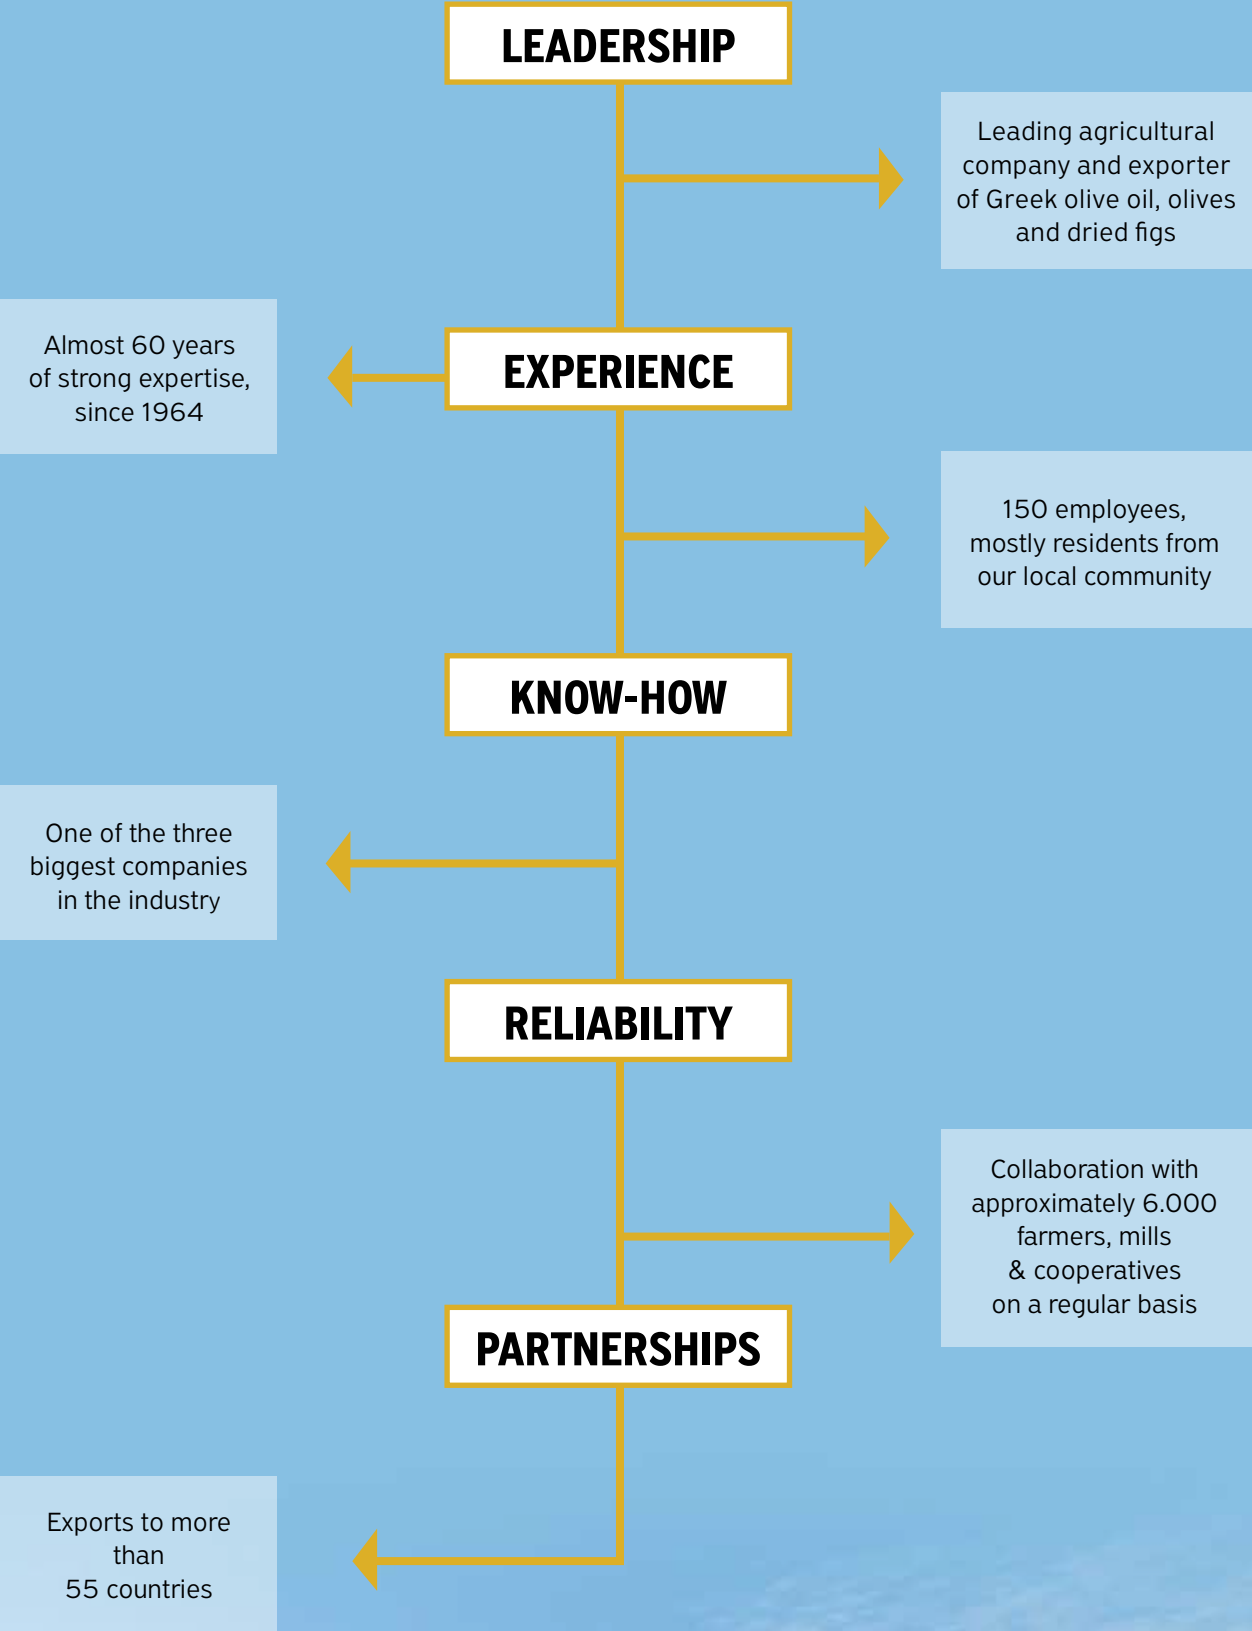 LEADERSHIP
Leading agricultural
company and exporter
of Greek olive oil, olives
and dried figs
Almost 60 years
of strong expertise,
since 1964
EXPERIENCE
150 employees,
mostly residents from
our local community
KNOW-HOW
One of the three
biggest companies
in the industry
RELIABILITY
Collaboration with
approximately 6.000
farmers, mills
& cooperatives
on a regular basis
PARTNERSHIPS
Exports to more
than
55 countries